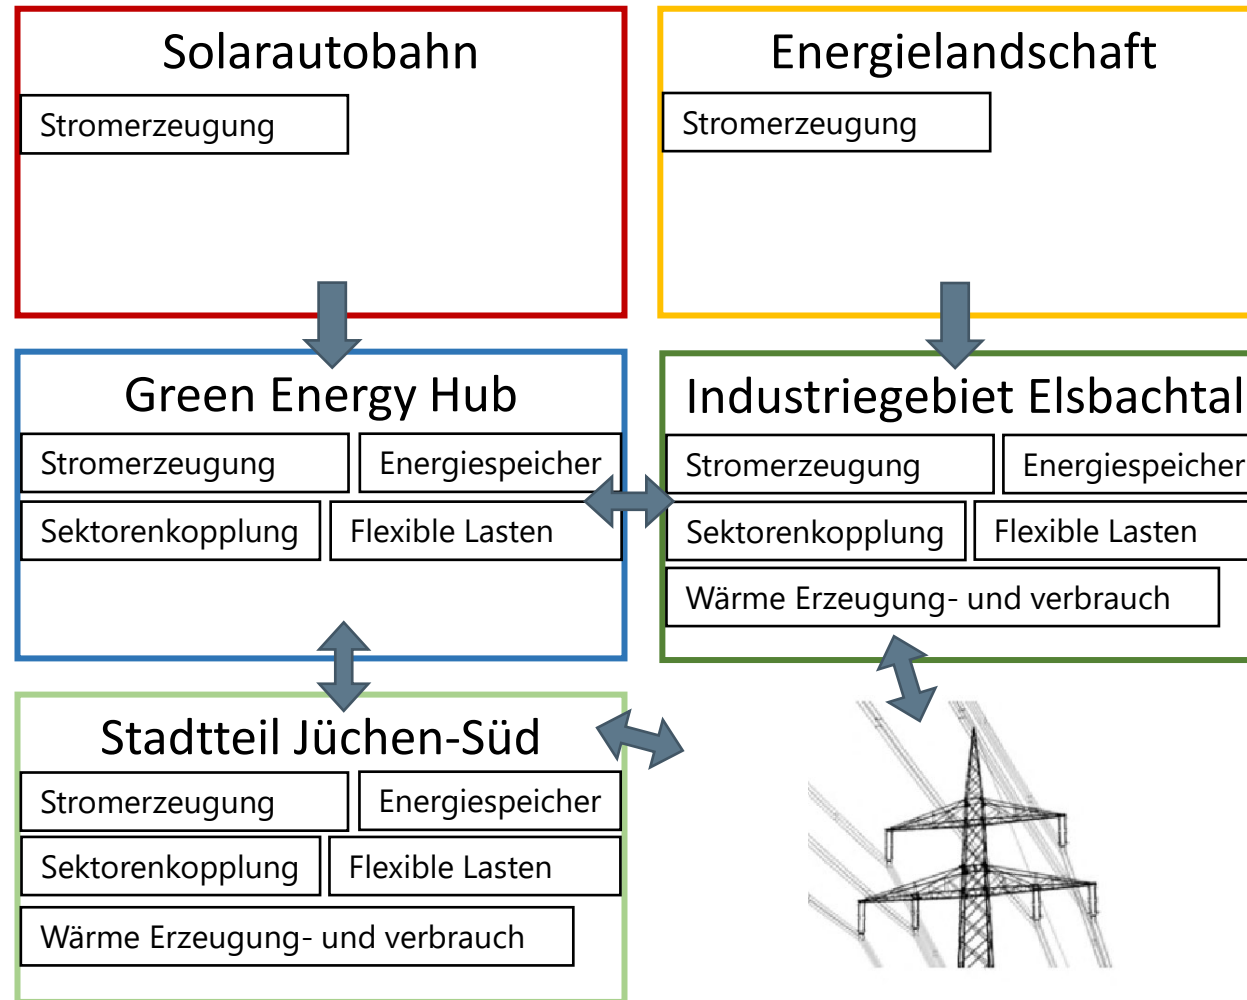 Solarautobahn
Stromerzeugung
Energielandschaft
Stromerzeugung
Green Energy Hub
Stromerzeugung
Energiespeicher
Sektorenkopplung
Flexible Lasten
Industriegebiet Elsbachtal
Stromerzeugung
Energiespeicher
Sektorenkopplung
Flexible Lasten
Wärme Erzeugung- und verbrauch
Stadtteil Jüchen-Süd
Stromerzeugung
Energiespeicher
Sektorenkopplung
Flexible Lasten
Wärme Erzeugung- und verbrauch